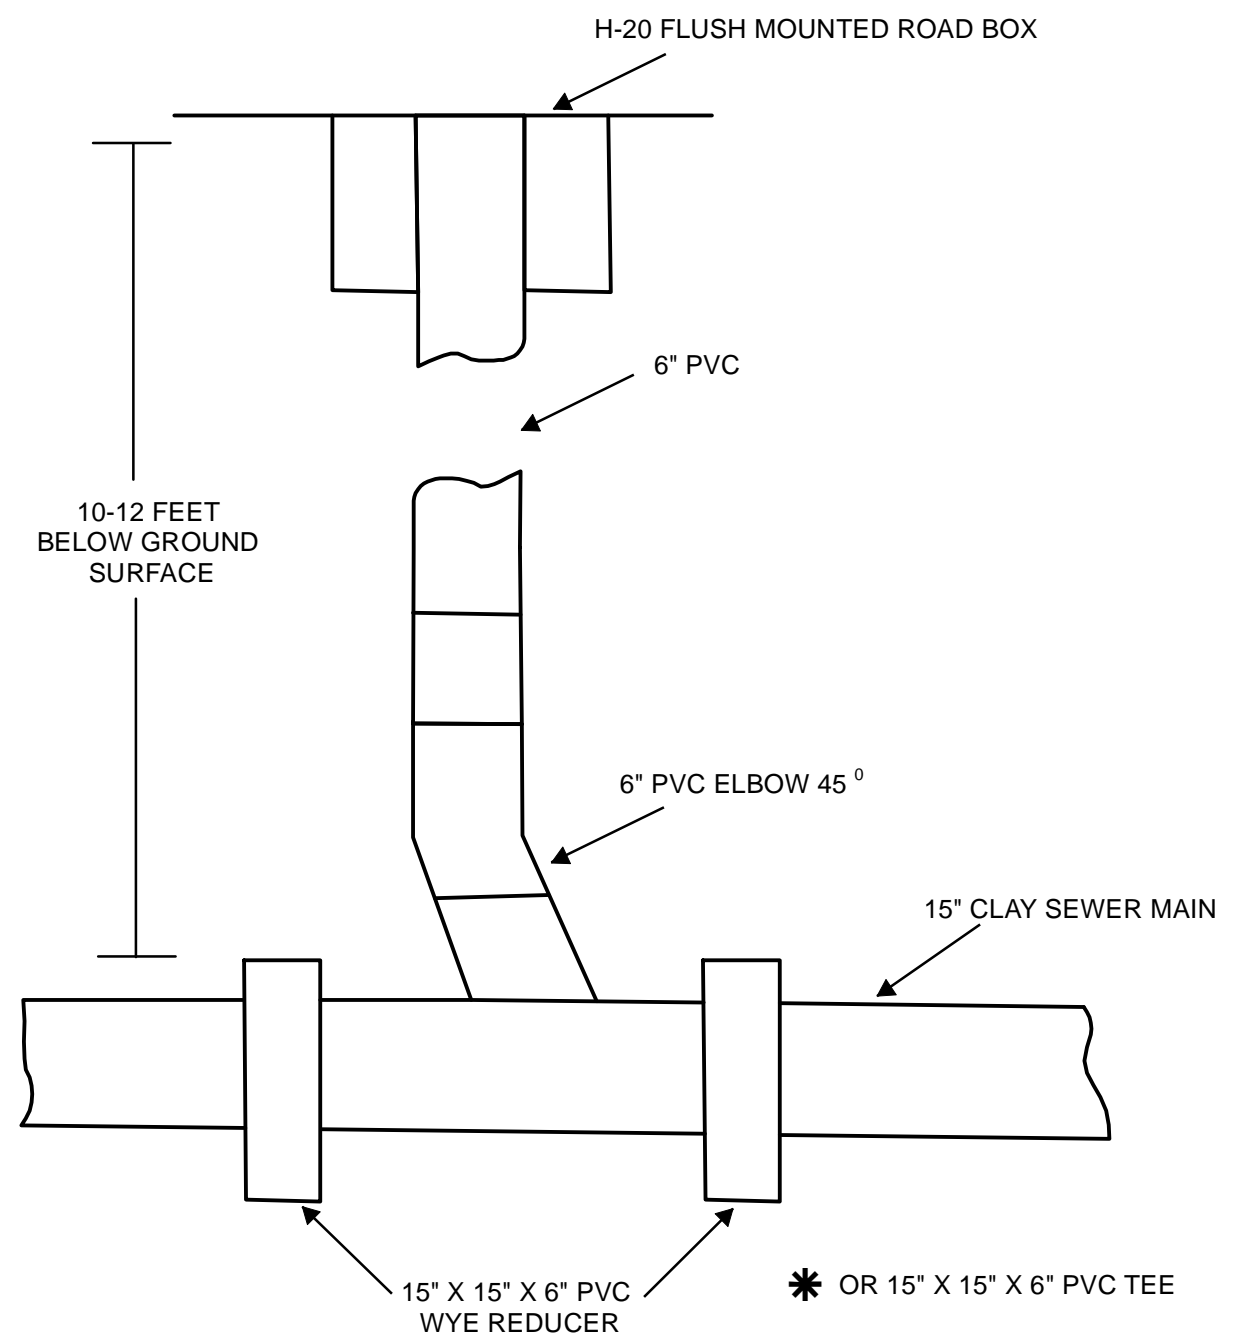 H-20 FLUSH MOUNTED ROAD BOX
6" PVC
10-12 FEET
BELOW GROUND
SURFACE
6" PVC ELBOW 45 0
15" CLAY SEWER MAIN
15" X 15" X 6" PVC
WYE REDUCER
✱ OR 15" X 15" X 6" PVC TEE